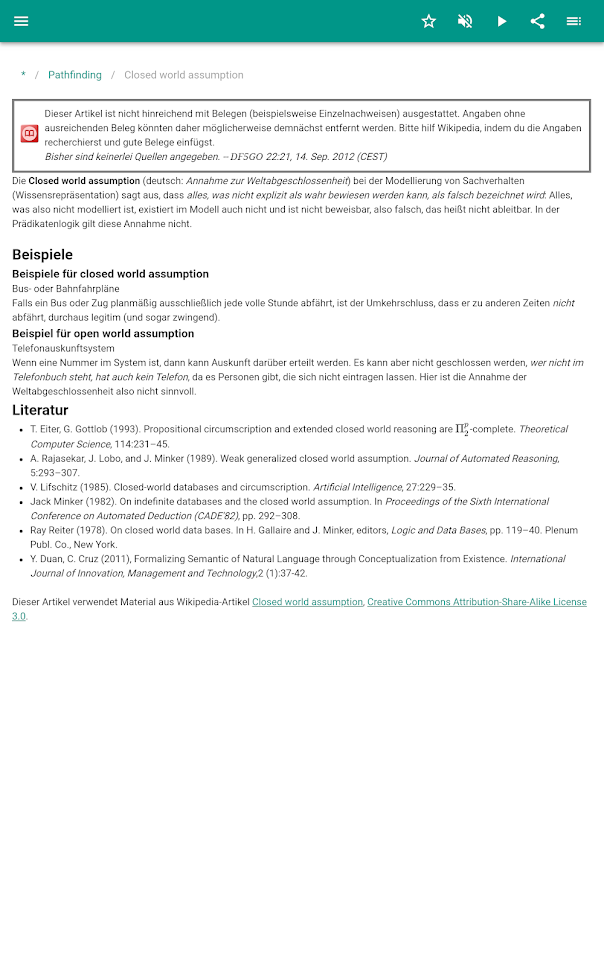 * / Pathfinding / Closed world assumption
Dieser Artikel ist nicht hinreichend mit Belegen (beispielsweise Einzelnachweisen) ausgestattet. Angaben ohne
ausreichenden Beleg könnten daher möglicherweise demnächst entfernt werden. Bitte hilf Wikipedia, indem du die Angaben
recherchierst und gute Belege einfügst.
Bisher sind keinerlei Quellen angegeben. – DF5GO 22:21, 14. Sep. 2012 (CEST)
Die Closed world assumption (deutsch: Annahme zur Weltabgeschlossenheit) bei der Modellierung von Sachverhalten
(Wissensrepräsentation) sagt aus, dass alles, was nicht explizit als wahr bewiesen werden kann, als falsch bezeichnet wird: Alles,
was also nicht modelliert ist, existiert im Modell auch nicht und ist nicht beweisbar, also falsch, das heißt nicht ableitbar. In der
Prädikatenlogik gilt diese Annahme nicht.
Beispiele
Beispiele für closed world assumption
Bus- oder Bahnfahrpläne
Falls ein Bus oder Zug planmäßig ausschließlich jede volle Stunde abfährt, ist der Umkehrschluss, dass er zu anderen Zeiten nicht
abfährt, durchaus legitim (und sogar zwingend).
Beispiel für open world assumption
Telefonauskunftsystem
Wenn eine Nummer im System ist, dann kann Auskunft darüber erteilt werden. Es kann aber nicht geschlossen werden, wer nicht im
Telefonbuch steht, hat auch kein Telefon, da es Personen gibt, die sich nicht eintragen lassen. Hier ist die Annahme der
Weltabgeschlossenheit also nicht sinnvoll.
Literatur
• T. Eiter, G. Gottlob (1993). Propositional circumscription and extended closed world reasoning are Π₂ᵖ-complete. Theoretical
Computer Science, 114:231–45.
• A. Rajasekar, J. Lobo, and J. Minker (1989). Weak generalized closed world assumption. Journal of Automated Reasoning,
5:293–307.
• V. Lifschitz (1985). Closed-world databases and circumscription. Artificial Intelligence, 27:229–35.
• Jack Minker (1982). On indefinite databases and the closed world assumption. In Proceedings of the Sixth International
Conference on Automated Deduction (CADE'82), pp. 292–308.
• Ray Reiter (1978). On closed world data bases. In H. Gallaire and J. Minker, editors, Logic and Data Bases, pp. 119–40. Plenum
Publ. Co., New York.
• Y. Duan, C. Cruz (2011), Formalizing Semantic of Natural Language through Conceptualization from Existence. International
Journal of Innovation, Management and Technology,2 (1):37-42.
Dieser Artikel verwendet Material aus Wikipedia-Artikel Closed world assumption, Creative Commons Attribution-Share-Alike License
3.0.